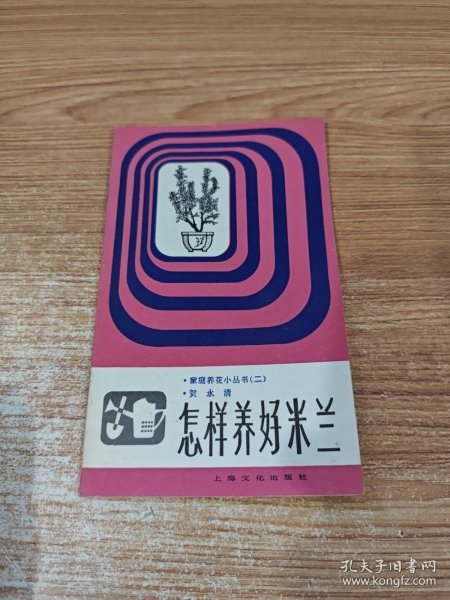 ·家庭养花小丛书(二)
·贺永清
怎样养好米兰
上海文化出版社
孔夫子旧书网
www.kongfz.com